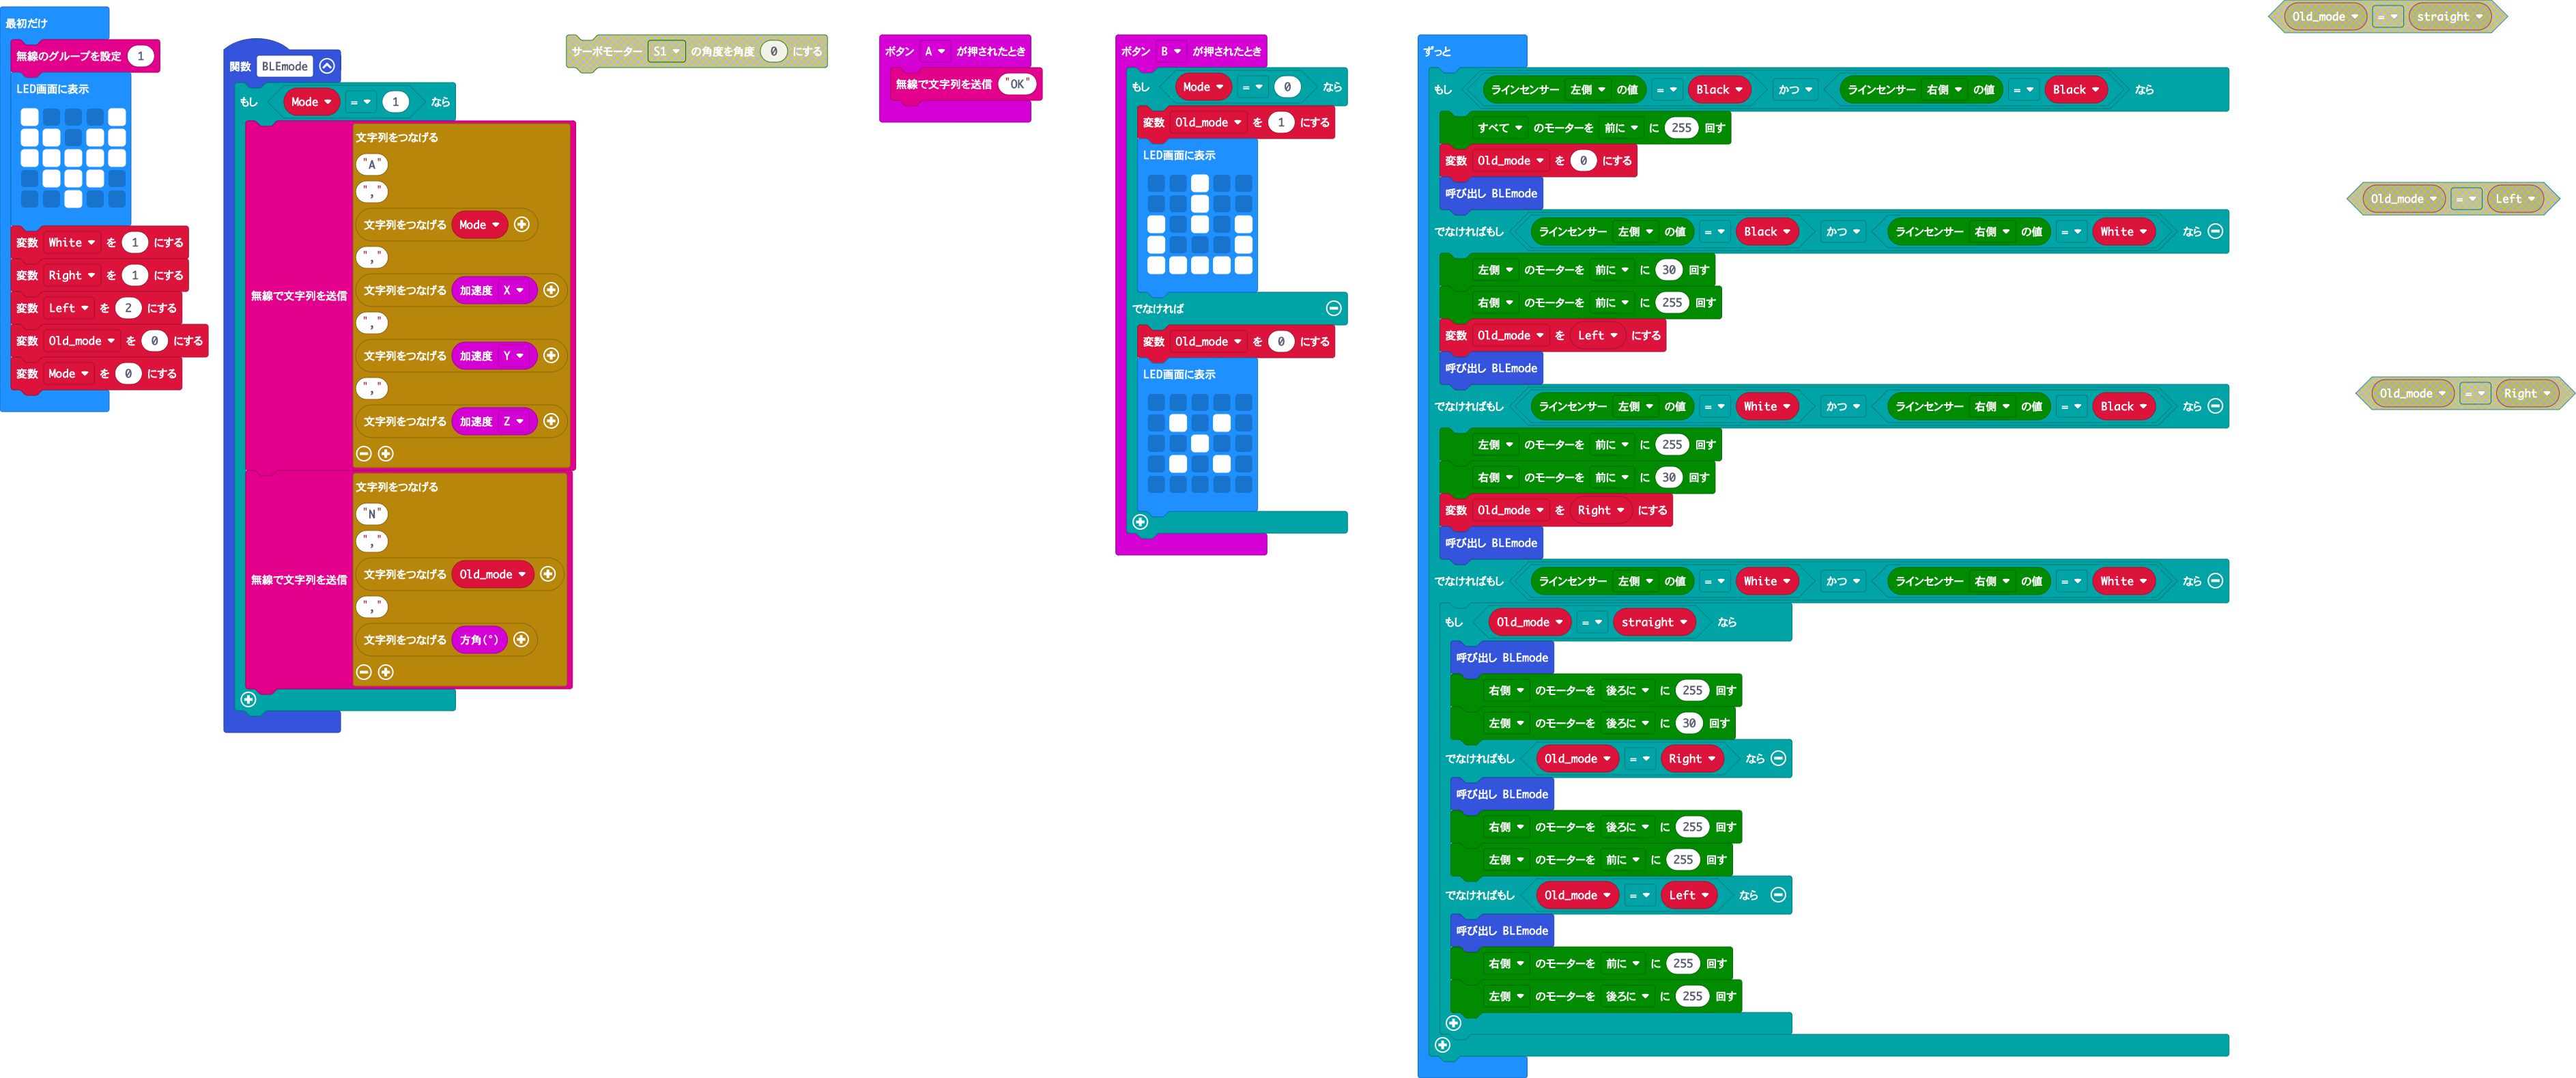 最初だけ
無線のグループを設定 1
LED画面に表示
変数 White を 1 にする
変数 Right を 1 にする
変数 Left を 2 にする
変数 Old_mode を 0 にする
変数 Mode を 0 にする
関数 BLEmode
もし Mode = 1 なら
無線で文字列を送信
文字列をつなげる
"A"
","
文字列をつなげる Mode
","
文字列をつなげる 加速度 X
","
文字列をつなげる 加速度 Y
","
文字列をつなげる 加速度 Z
無線で文字列を送信
文字列をつなげる
"N"
","
文字列をつなげる Old_mode
","
文字列をつなげる 方角(°)
サーボモーター S1 の角度を角度 0 にする
ボタン A が押されたとき
無線で文字列を送信 "OK"
ボタン B が押されたとき
もし Mode = 0 なら
変数 Old_mode を 1 にする
LED画面に表示
でなければ
変数 Old_mode を 0 にする
LED画面に表示
ずっと
もし ラインセンサー 左側 の値 = Black かつ ラインセンサー 右側 の値 = Black なら
すべて のモーターを 前に に 255 回す
変数 Old_mode を 0 にする
呼び出し BLEmode
でなければもし ラインセンサー 左側 の値 = Black かつ ラインセンサー 右側 の値 = White なら
左側 のモーターを 前に に 30 回す
右側 のモーターを 前に に 255 回す
変数 Old_mode を Left にする
呼び出し BLEmode
でなければもし ラインセンサー 左側 の値 = White かつ ラインセンサー 右側 の値 = Black なら
左側 のモーターを 前に に 255 回す
右側 のモーターを 前に に 30 回す
変数 Old_mode を Right にする
呼び出し BLEmode
でなければもし ラインセンサー 左側 の値 = White かつ ラインセンサー 右側 の値 = White なら
もし Old_mode = straight なら
呼び出し BLEmode
右側 のモーターを 後ろに に 255 回す
左側 のモーターを 後ろに に 30 回す
でなければもし Old_mode = Right なら
呼び出し BLEmode
右側 のモーターを 後ろに に 255 回す
左側 のモーターを 前に に 255 回す
でなければもし Old_mode = Left なら
呼び出し BLEmode
右側 のモーターを 前に に 255 回す
左側 のモーターを 後ろに に 255 回す
Old_mode = straight
Old_mode = Left
Old_mode = Right